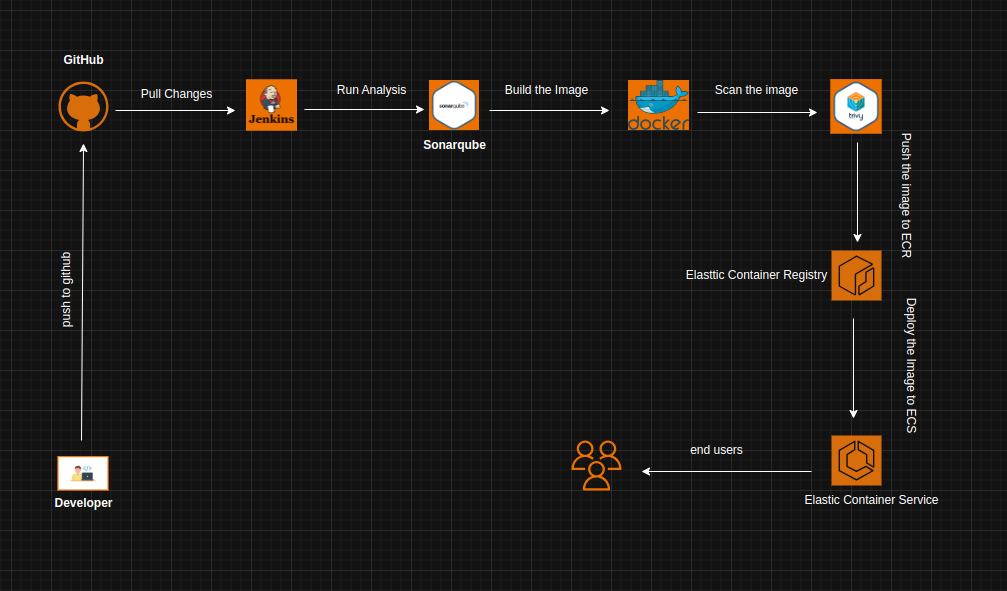 GitHub
Pull Changes
Run Analysis
Build the Image
Scan the image
Jenkins
sonarqube
docker
trivy
Sonarqube
Push the image to ECR
push to github
Elasttic Container Registry
Deploy the Image to ECS
end users
Developer
Elastic Container Service